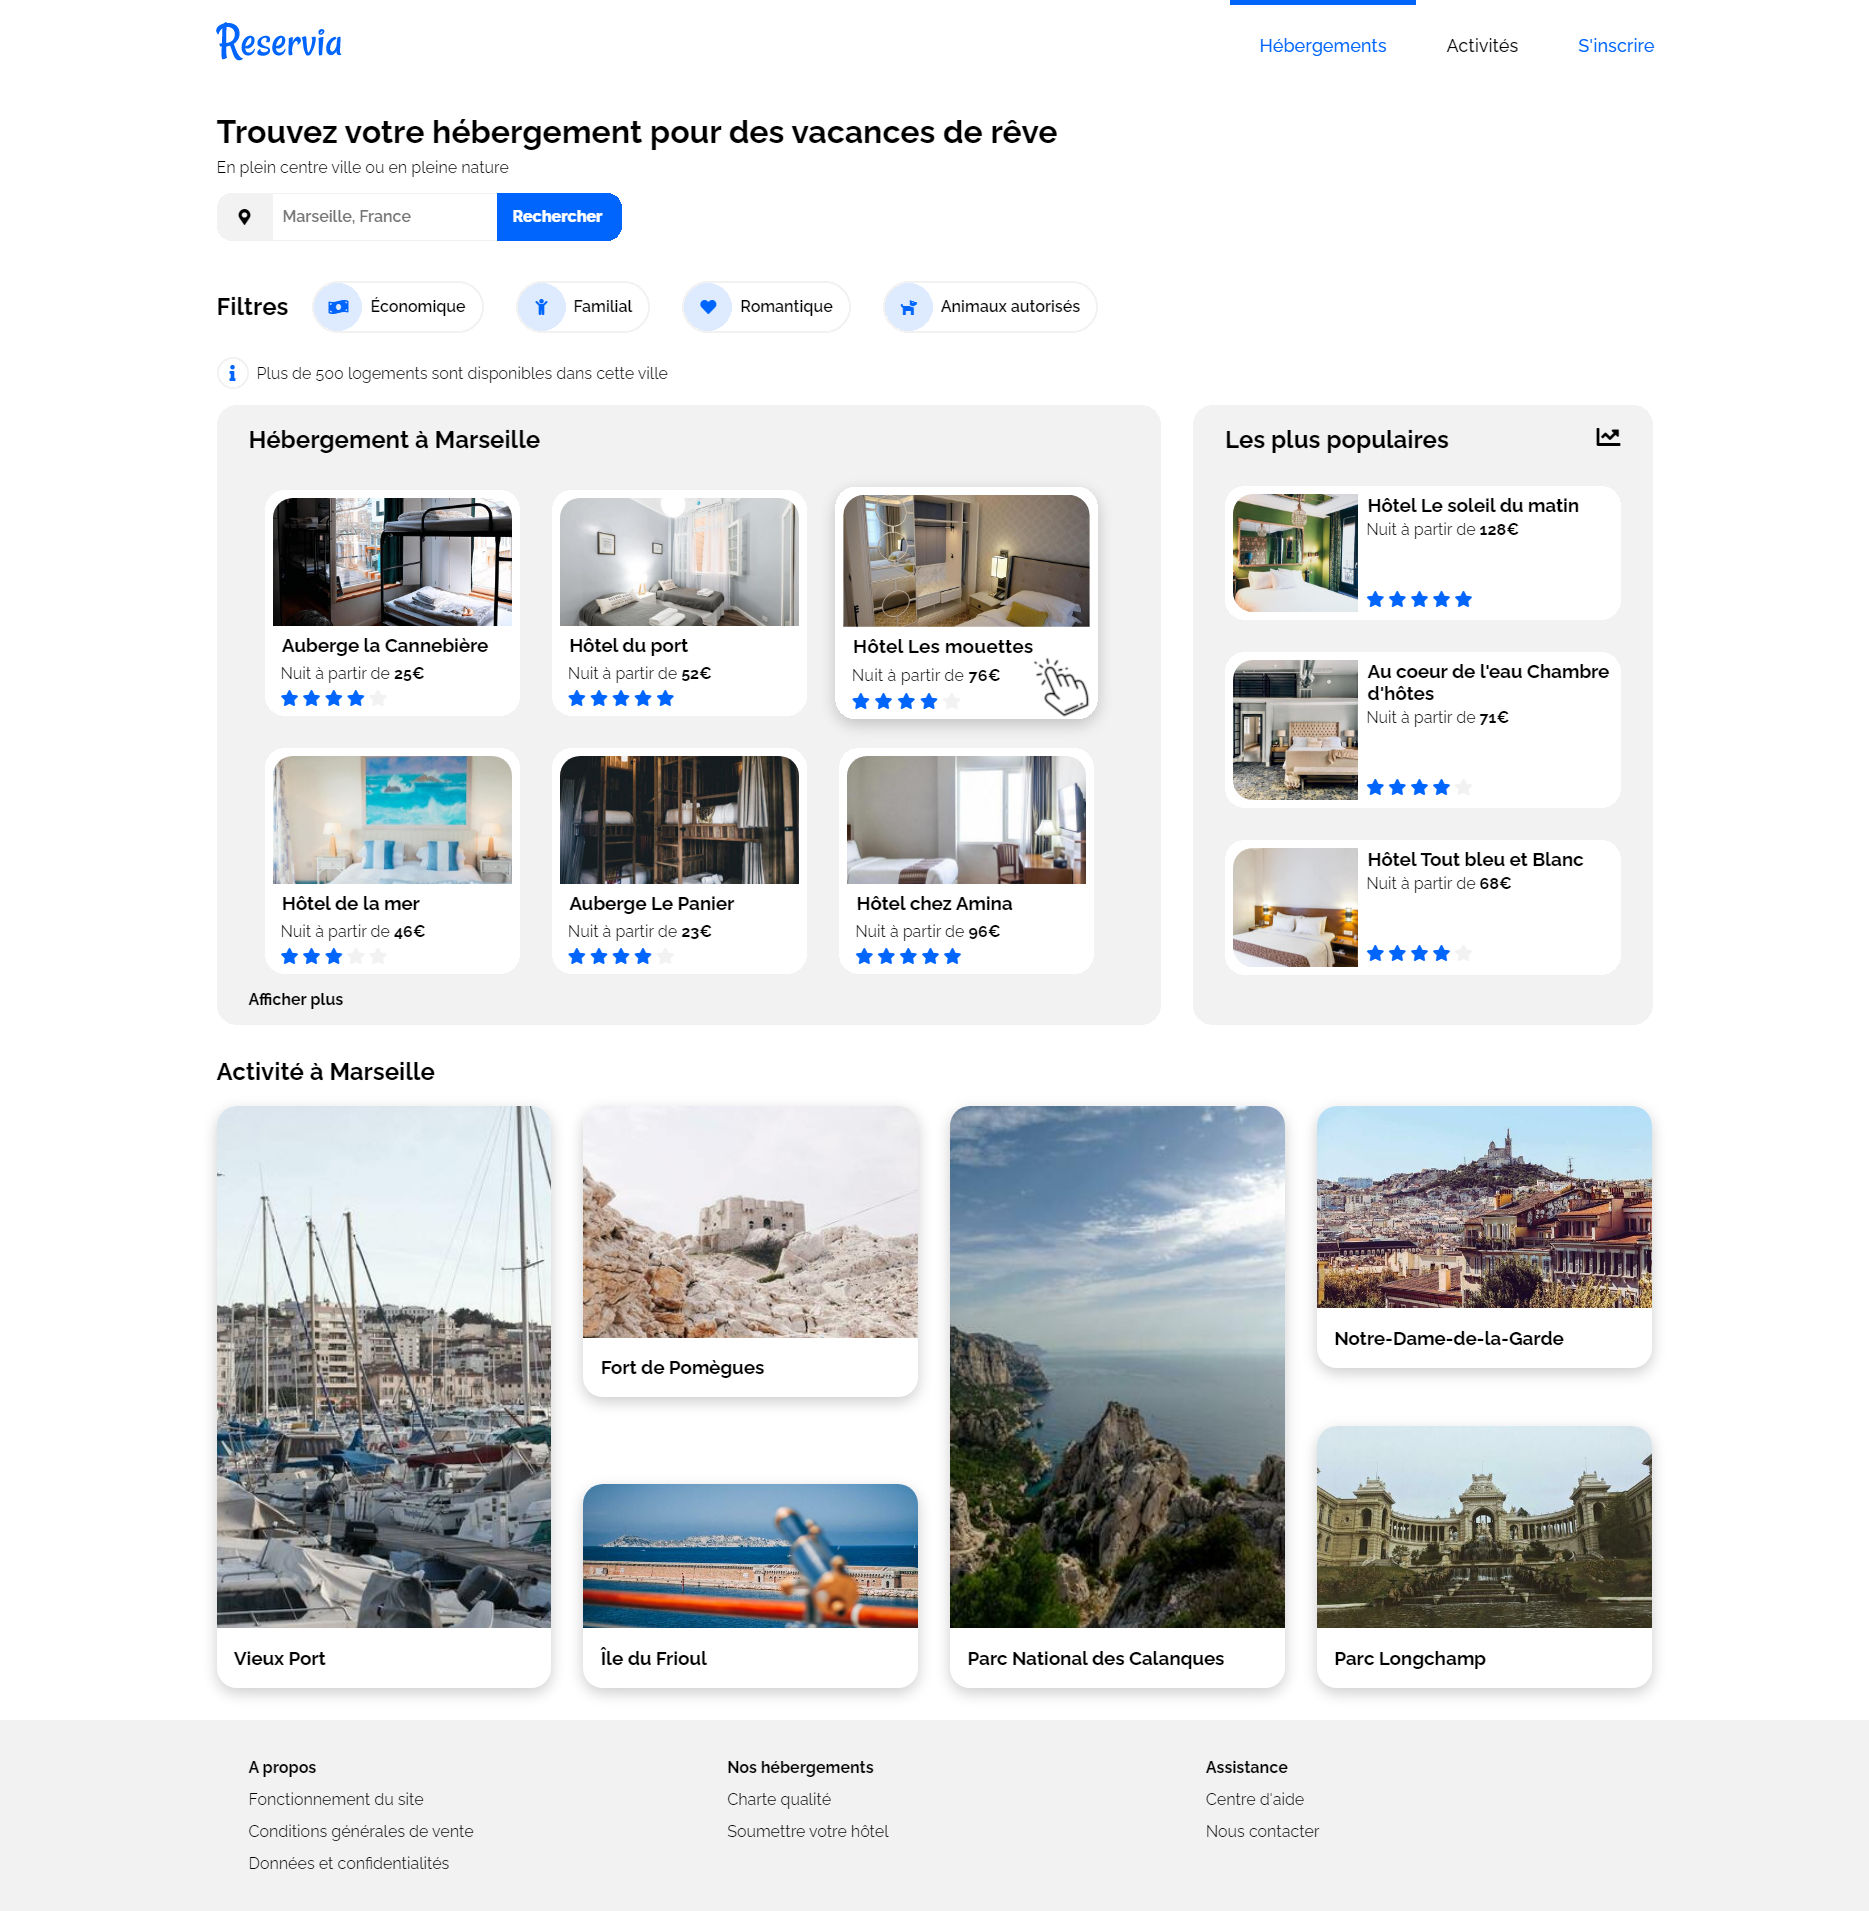 Reservia
Hébergements
Activités
S'inscrire
Trouvez votre hébergement pour des vacances de rêve
En plein centre ville ou en pleine nature
Marseille, France
Rechercher
Filtres
Économique
Familial
Romantique
Animaux autorisés
Plus de 500 logements sont disponibles dans cette ville
Hébergement à Marseille
Auberge la Cannebière
Nuit à partir de 25€
Hôtel du port
Nuit à partir de 52€
Hôtel Les mouettes
Nuit à partir de 76€
Hôtel de la mer
Nuit à partir de 46€
Auberge Le Panier
Nuit à partir de 23€
Hôtel chez Amina
Nuit à partir de 96€
Afficher plus
Les plus populaires
Hôtel Le soleil du matin
Nuit à partir de 128€
Au coeur de l'eau Chambre
d'hôtes
Nuit à partir de 71€
Hôtel Tout bleu et Blanc
Nuit à partir de 68€
Activité à Marseille
Vieux Port
Fort de Pomègues
Île du Frioul
Parc National des Calanques
Notre-Dame-de-la-Garde
Parc Longchamp
A propos
Fonctionnement du site
Conditions générales de vente
Données et confidentialités
Nos hébergements
Charte qualité
Soumettre votre hôtel
Assistance
Centre d'aide
Nous contacter